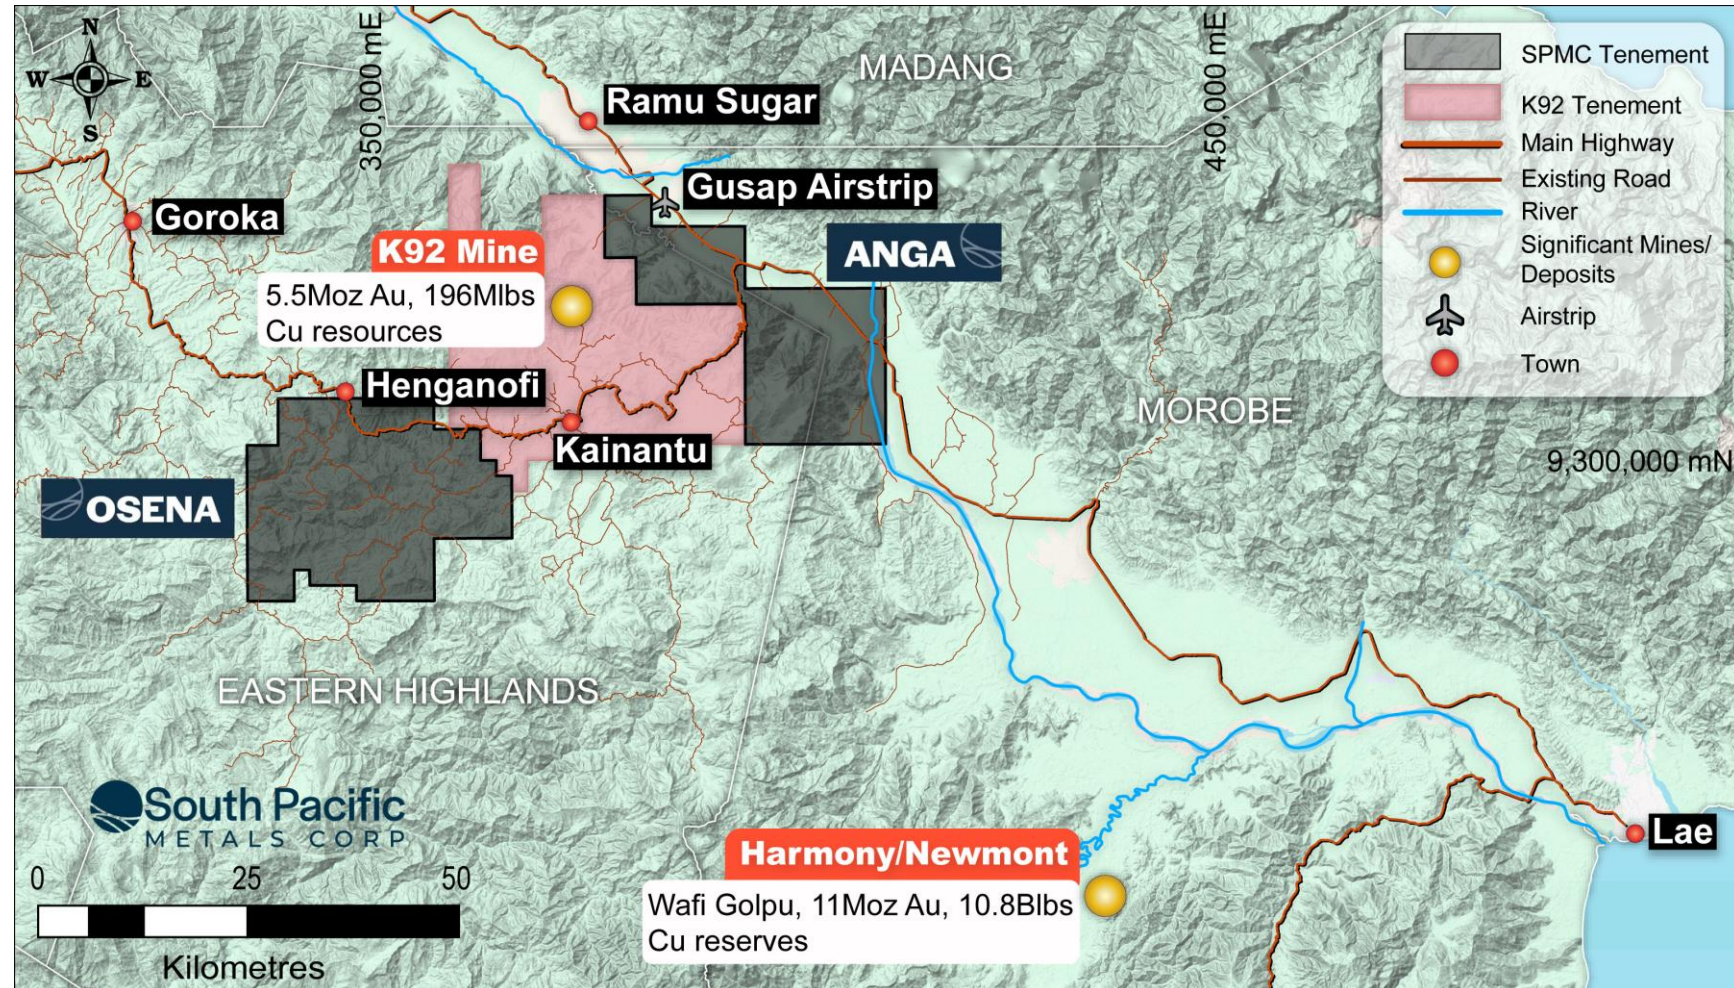 N
W
E
S
350,000 mE
450,000 mE
MADANG
Ramu Sugar
Gusap Airstrip
Goroka
K92 Mine
5.5Moz Au, 196Mlbs
Cu resources
ANGA
Henganofi
Kainantu
OSENA
MOROBE
9,300,000 mN
EASTERN HIGHLANDS
SPMC Tenement
K92 Tenement
Main Highway
Existing Road
River
Significant Mines/
Deposits
Airstrip
Town
South Pacific
METALS CORP
0 25 50
Kilometres
Harmony/Newmont
Wafi Golpu, 11Moz Au, 10.8Blbs
Cu reserves
Lae